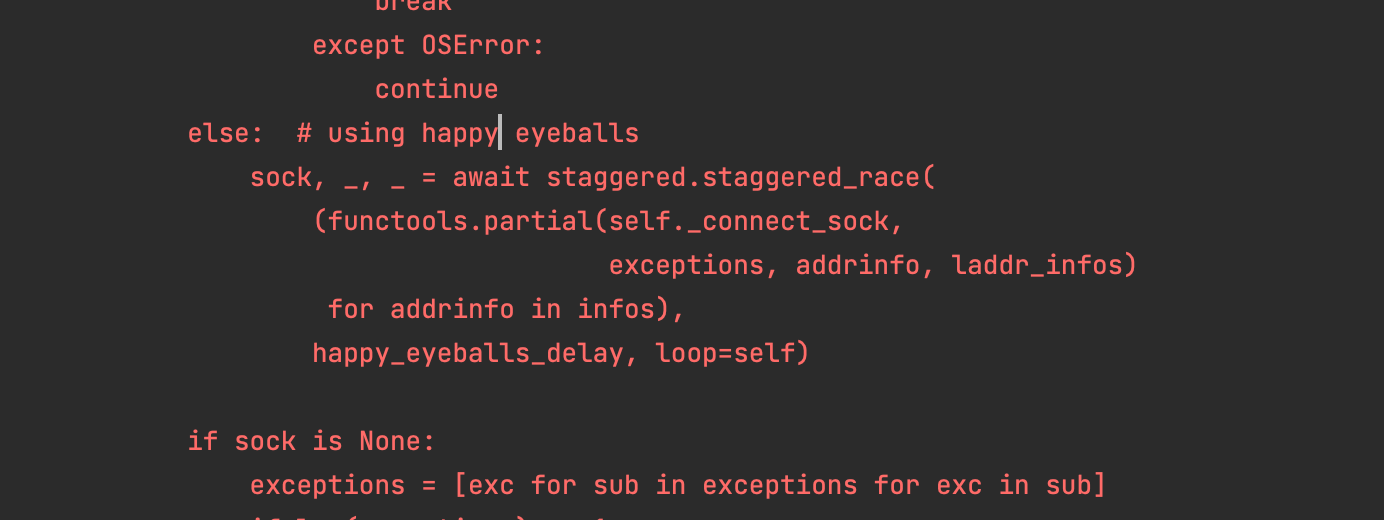 break
except OSError:
continue
else:  # using happy eyeballs
sock, _, _ = await staggered.staggered_race(
(functools.partial(self._connect_sock,
exceptions, addrinfo, laddr_infos)
for addrinfo in infos),
happy_eyeballs_delay, loop=self)
if sock is None:
exceptions = [exc for sub in exceptions for exc in sub]